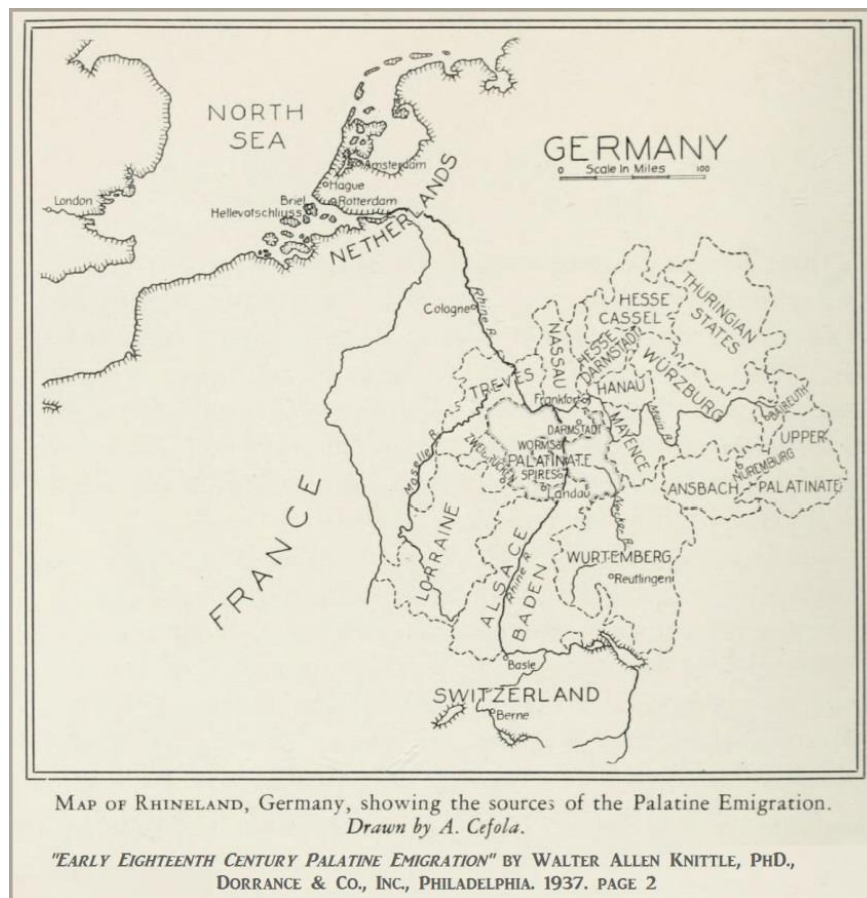 NORTH
SEA
GERMANY
0 Scale In Miles 100
Amsterdam
Hague
Briel
Rotterdam
Hellevotschliuss
London
NETHERLANDS
Cologne
Rhine R.
THURINGIAN
STATES
HESSE
CASSEL
HESSE
DARMSTADT
NASSAU
WÜRZBURG
TREVES
HANAU
Frankfort
DARMSTADT
MAYENCE
Main R.
BAIREUTH
UPPER
PALATINATE
WORMS
PALATINATE
SPIRES
ZWEIBRÜCKEN
Landau
Moselle R.
NUREMBURG
ANSBACH
Neckar R.
FRANCE
LORRAINE
ALSACE
Rhine R.
BADEN
WURTEMBERG
Reutlingen
Basle
SWITZERLAND
Berne
MAP OF RHINELAND, Germany, showing the sources of the Palatine Emigration.
Drawn by A. Cefola.
"EARLY EIGHTEENTH CENTURY PALATINE EMIGRATION" BY WALTER ALLEN KNITTLE, PHD.,
DORRANCE & CO., INC., PHILADELPHIA. 1937. PAGE 2